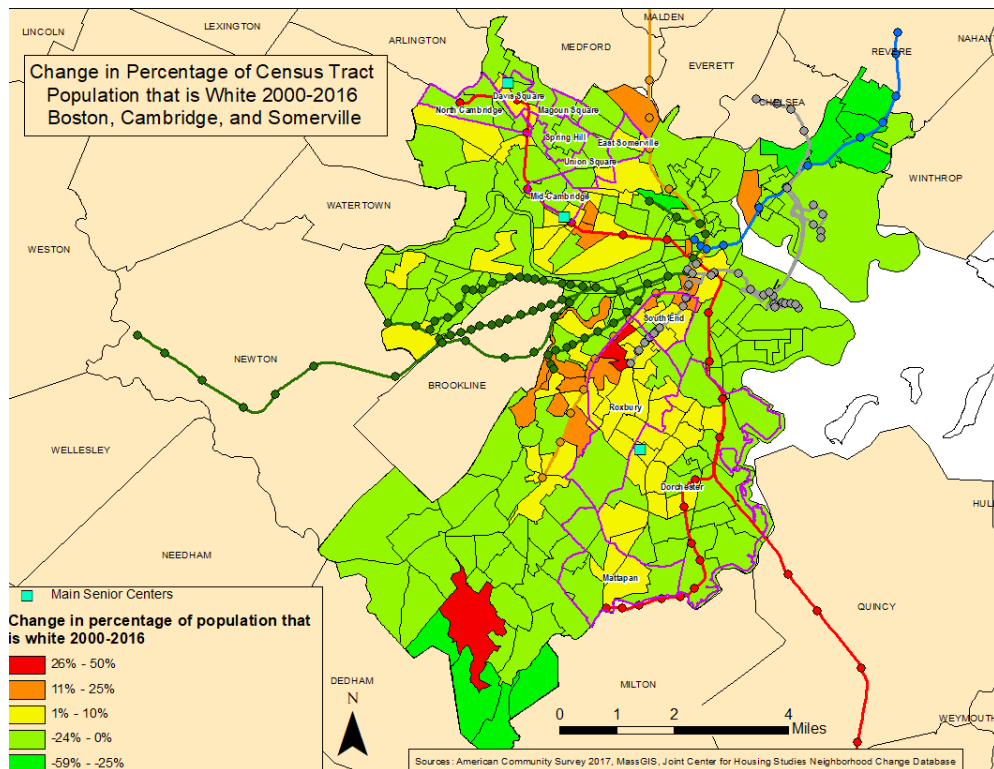 LINCOLN
LEXINGTON
ARLINGTON
MEDFORD
MALDEN
EVERETT
REVERE
NAHANT
Change in Percentage of Census Tract
Population that is White 2000-2016
Boston, Cambridge, and Somerville
CHELSEA
Davis Square
North Cambridge
Magoun Square
Spring Hill
East Somerville
Union Square
WINTHROP
Mid-Cambridge
WATERTOWN
WESTON
South End
NEWTON
BROOKLINE
Roxbury
WELLESLEY
Dorchester
HULL
NEEDHAM
Mattapan
Main Senior Centers
Change in percentage of population that
is white 2000-2016
26% - 50%
11% - 25%
1% - 10%
-24% - 0%
-59% - -25%
QUINCY
DEDHAM
N
MILTON
0 1 2 4
Miles
WEYMOUTH
Sources: American Community Survey 2017, MassGIS, Joint Center for Housing Studies Neighborhood Change Database